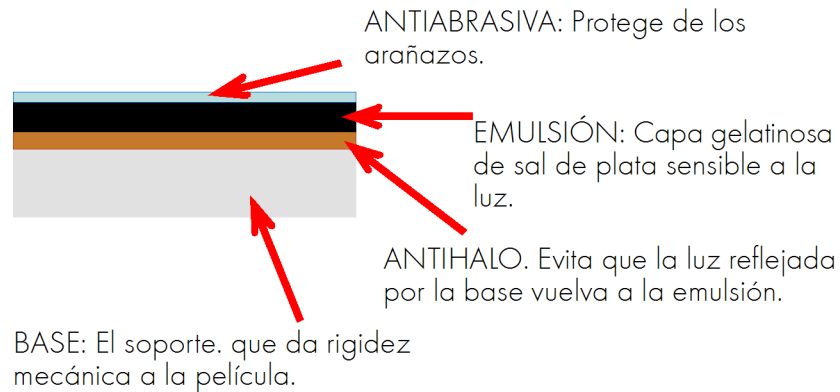 ANTIABRASIVA: Protege de los
arañazos.
EMULSIÓN: Capa gelatinosa
de sal de plata sensible a la
luz.
ANTIHALO. Evita que la luz reflejada
por la base vuelva a la emulsión.
BASE: El soporte. que da rigidez
mecánica a la película.